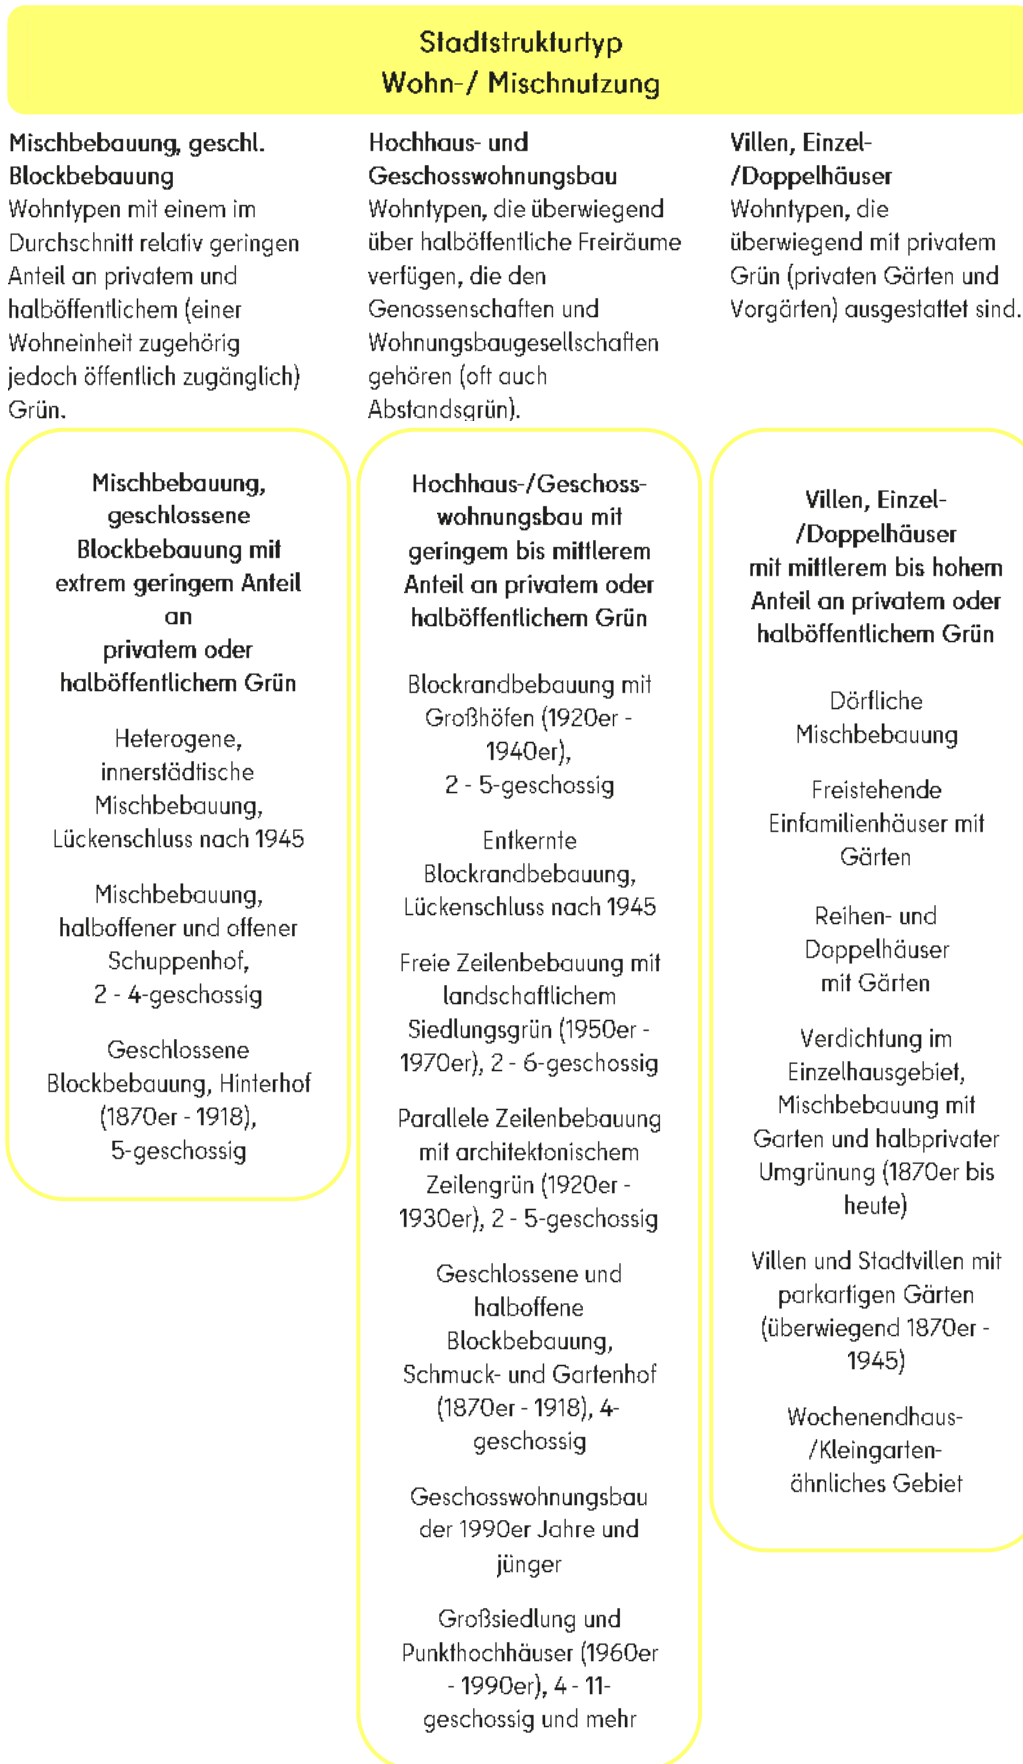 Stadtstrukturtyp
Wohn-/ Mischnutzung
Mischbebauung, geschl.
Blockbebauung
Wohntypen mit einem im
Durchschnitt relativ geringen
Anteil an privatem und
halböffentlichem (einer
Wohneinheit zugehörig
jedoch öffentlich zugänglich)
Grün.
Hochhaus- und
Geschosswohnungsbau
Wohntypen, die überwiegend
über halböffentliche Freiräume
verfügen, die den
Genossenschaften und
Wohnungsbaugesellschaften
gehören (oft auch
Abstandsgrün).
Villen, Einzel-
/Doppelhäuser
Wohntypen, die
überwiegend mit privatem
Grün (privaten Gärten und
Vorgärten) ausgestattet sind.
Mischbebauung,
geschlossene
Blockbebauung mit
extrem geringem Anteil
an
privatem oder
halböffentlichem Grün
Heterogene,
innerstädtische
Mischbebauung,
Lückenschluss nach 1945
Mischbebauung,
halboffener und offener
Schuppenhof,
2 - 4-geschossig
Geschlossene
Blockbebauung, Hinterhof
(1870er - 1918),
5-geschossig
Hochhaus-/Geschoss-
wohnungsbau mit
geringem bis mittlerem
Anteil an privatem oder
halböffentlichem Grün
Blockrandbebauung mit
Großhöfen (1920er -
1940er),
2 - 5-geschossig
Entkernte
Blockrandbebauung,
Lückenschluss nach 1945
Freie Zeilenbebauung mit
landschaftlichem
Siedlungsgrün (1950er -
1970er), 2 - 6-geschossig
Parallele Zeilenbebauung
mit architektonischem
Zeilengrün (1920er -
1930er), 2 - 5-geschossig
Geschlossene und
halboffene
Blockbebauung,
Schmuck- und Gartenhof
(1870er - 1918), 4-
geschossig
Geschosswohnungsbau
der 1990er Jahre und
jünger
Großsiedlung und
Punkthochhäuser (1960er
- 1990er), 4 - 11-
geschossig und mehr
Villen, Einzel-
/Doppelhäuser
mit mittlerem bis hohem
Anteil an privatem oder
halböffentlichem Grün
Dörfliche
Mischbebauung
Freistehende
Einfamilienhäuser mit
Gärten
Reihen- und
Doppelhäuser
mit Gärten
Verdichtung im
Einzelhausgebiet,
Mischbebauung mit
Garten und halbprivater
Umgrünung (1870er bis
heute)
Villen und Stadtvillen mit
parkartigen Gärten
(überwiegend 1870er -
1945)
Wochenendhaus-
/Kleingarten-
ähnliches Gebiet